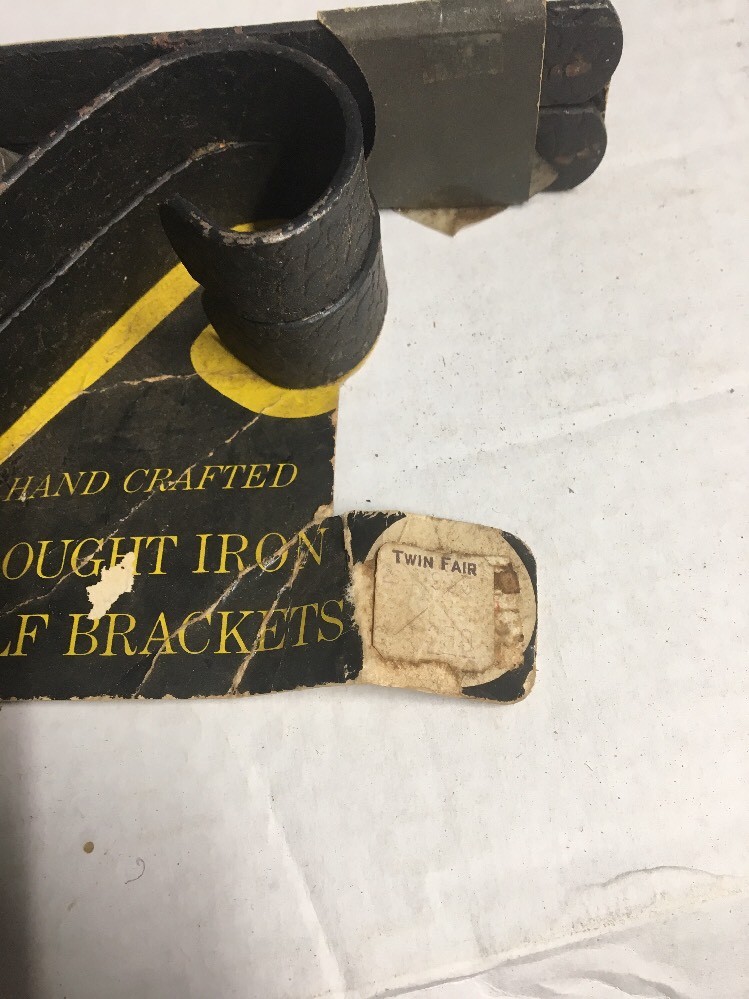 HAND CRAFTED
OUGHT IRON
LF BRACKETS
TWIN FAIR